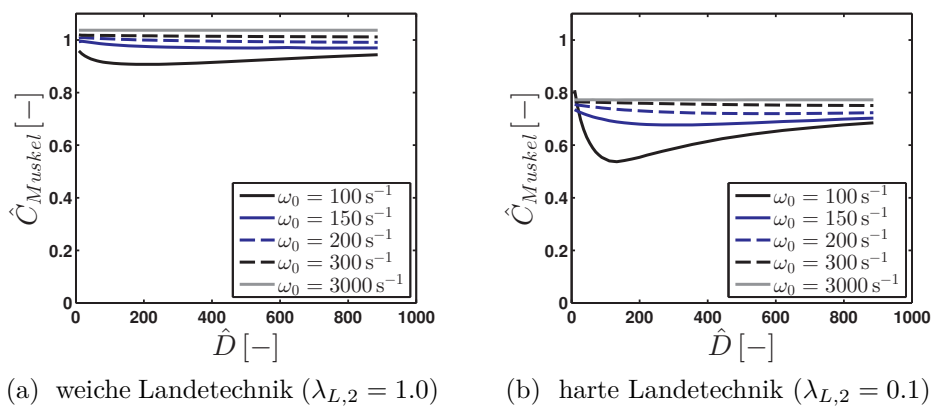 1
0.8
0.6
0.4
0.2
0
0 200 400 600 800 1000
Ĉ_Muskel [−]
D̂ [−]
ω₀ = 100 s⁻¹
ω₀ = 150 s⁻¹
ω₀ = 200 s⁻¹
ω₀ = 300 s⁻¹
ω₀ = 3000 s⁻¹
(a) weiche Landetechnik (λ_{L,2} = 1.0)
1
0.8
0.6
0.4
0.2
0
0 200 400 600 800 1000
Ĉ_Muskel [−]
D̂ [−]
ω₀ = 100 s⁻¹
ω₀ = 150 s⁻¹
ω₀ = 200 s⁻¹
ω₀ = 300 s⁻¹
ω₀ = 3000 s⁻¹
(b) harte Landetechnik (λ_{L,2} = 0.1)